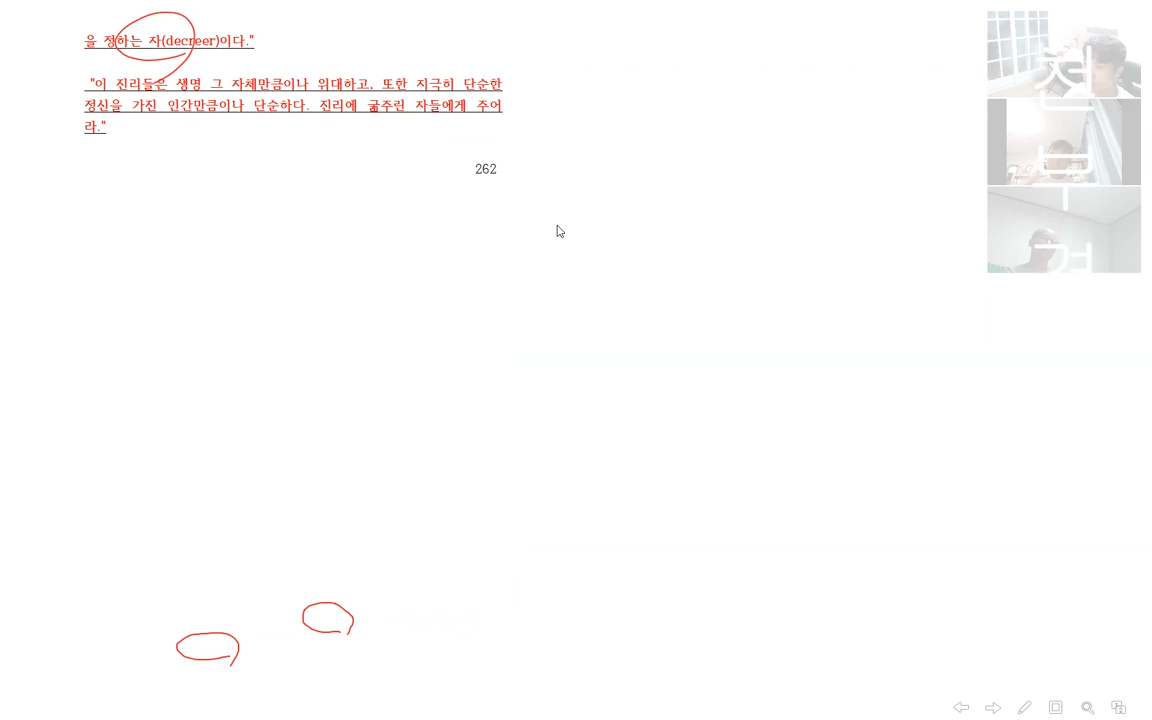 을 정하는 자(decreer)이다."
"이 진리들은 생명 그 자체만큼이나 위대하고, 또한 지극히 단순한
정신을 가진 인간만큼이나 단순하다. 진리에 굶주린 자들에게 주어
라."
262